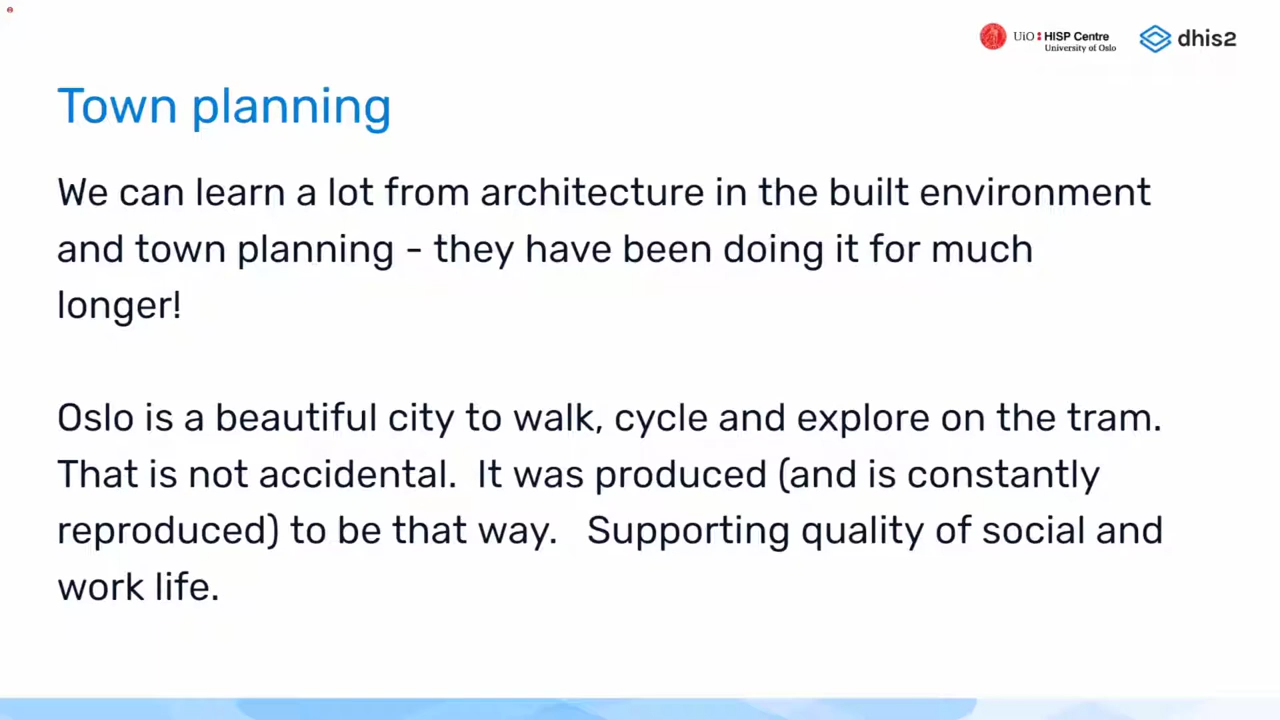 UiO : HISP Centre
University of Oslo
dhis2
Town planning
We can learn a lot from architecture in the built environment
and town planning - they have been doing it for much
longer!
Oslo is a beautiful city to walk, cycle and explore on the tram.
That is not accidental.  It was produced (and is constantly
reproduced) to be that way.   Supporting quality of social and
work life.